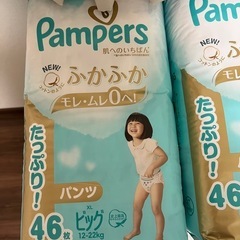 Pampers
肌へのいちばん
NEW!
ふかふか
モレ・ムレ0へ!
たっぷり!
46枚
パンツ
XL
ビッグ
12-22kg
NEW!
たっぷり!
46